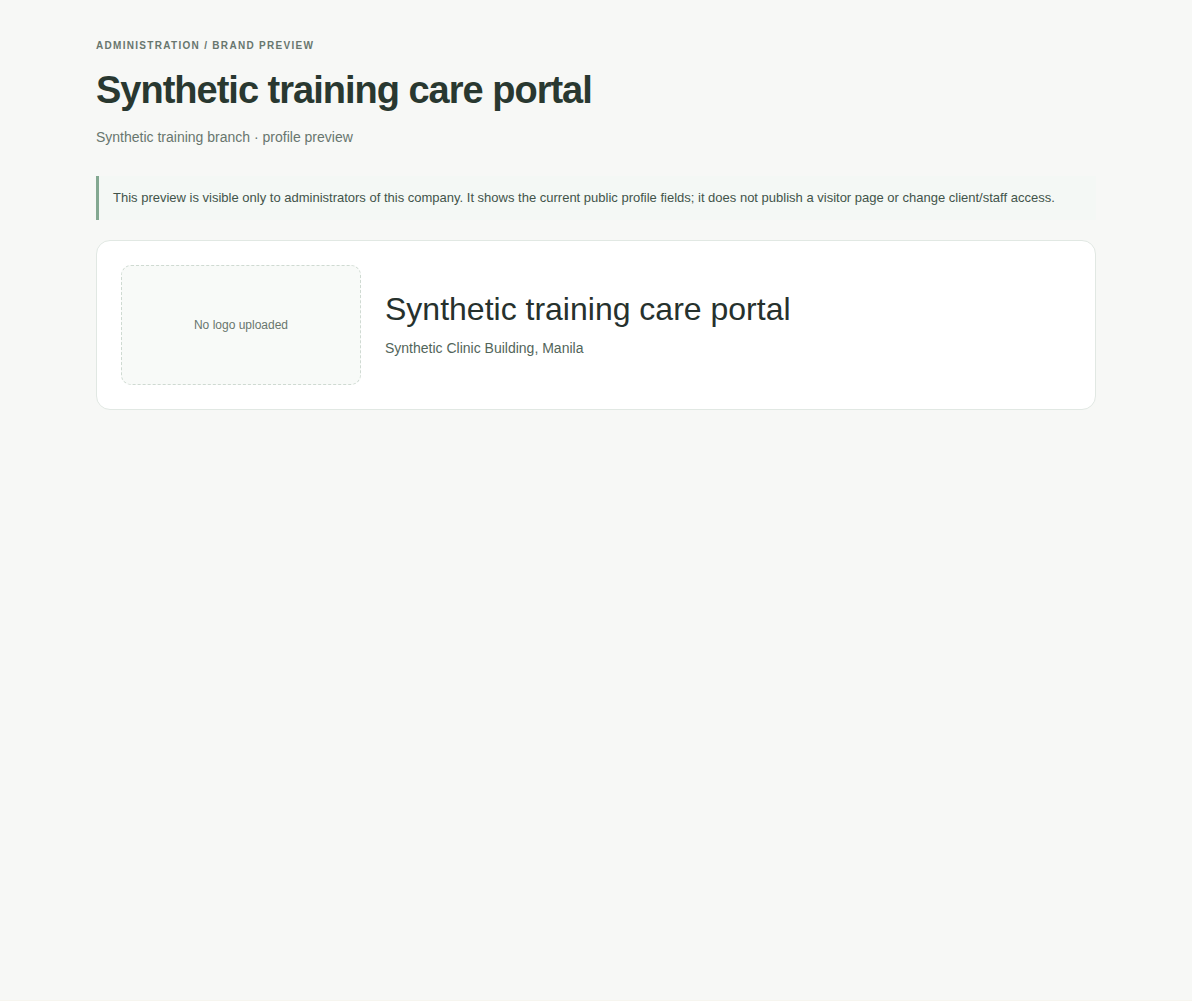 ADMINISTRATION / BRAND PREVIEW
Synthetic training care portal
Synthetic training branch · profile preview
This preview is visible only to administrators of this company. It shows the current public profile fields; it does not publish a visitor page or change client/staff access.
No logo uploaded
Synthetic training care portal
Synthetic Clinic Building, Manila